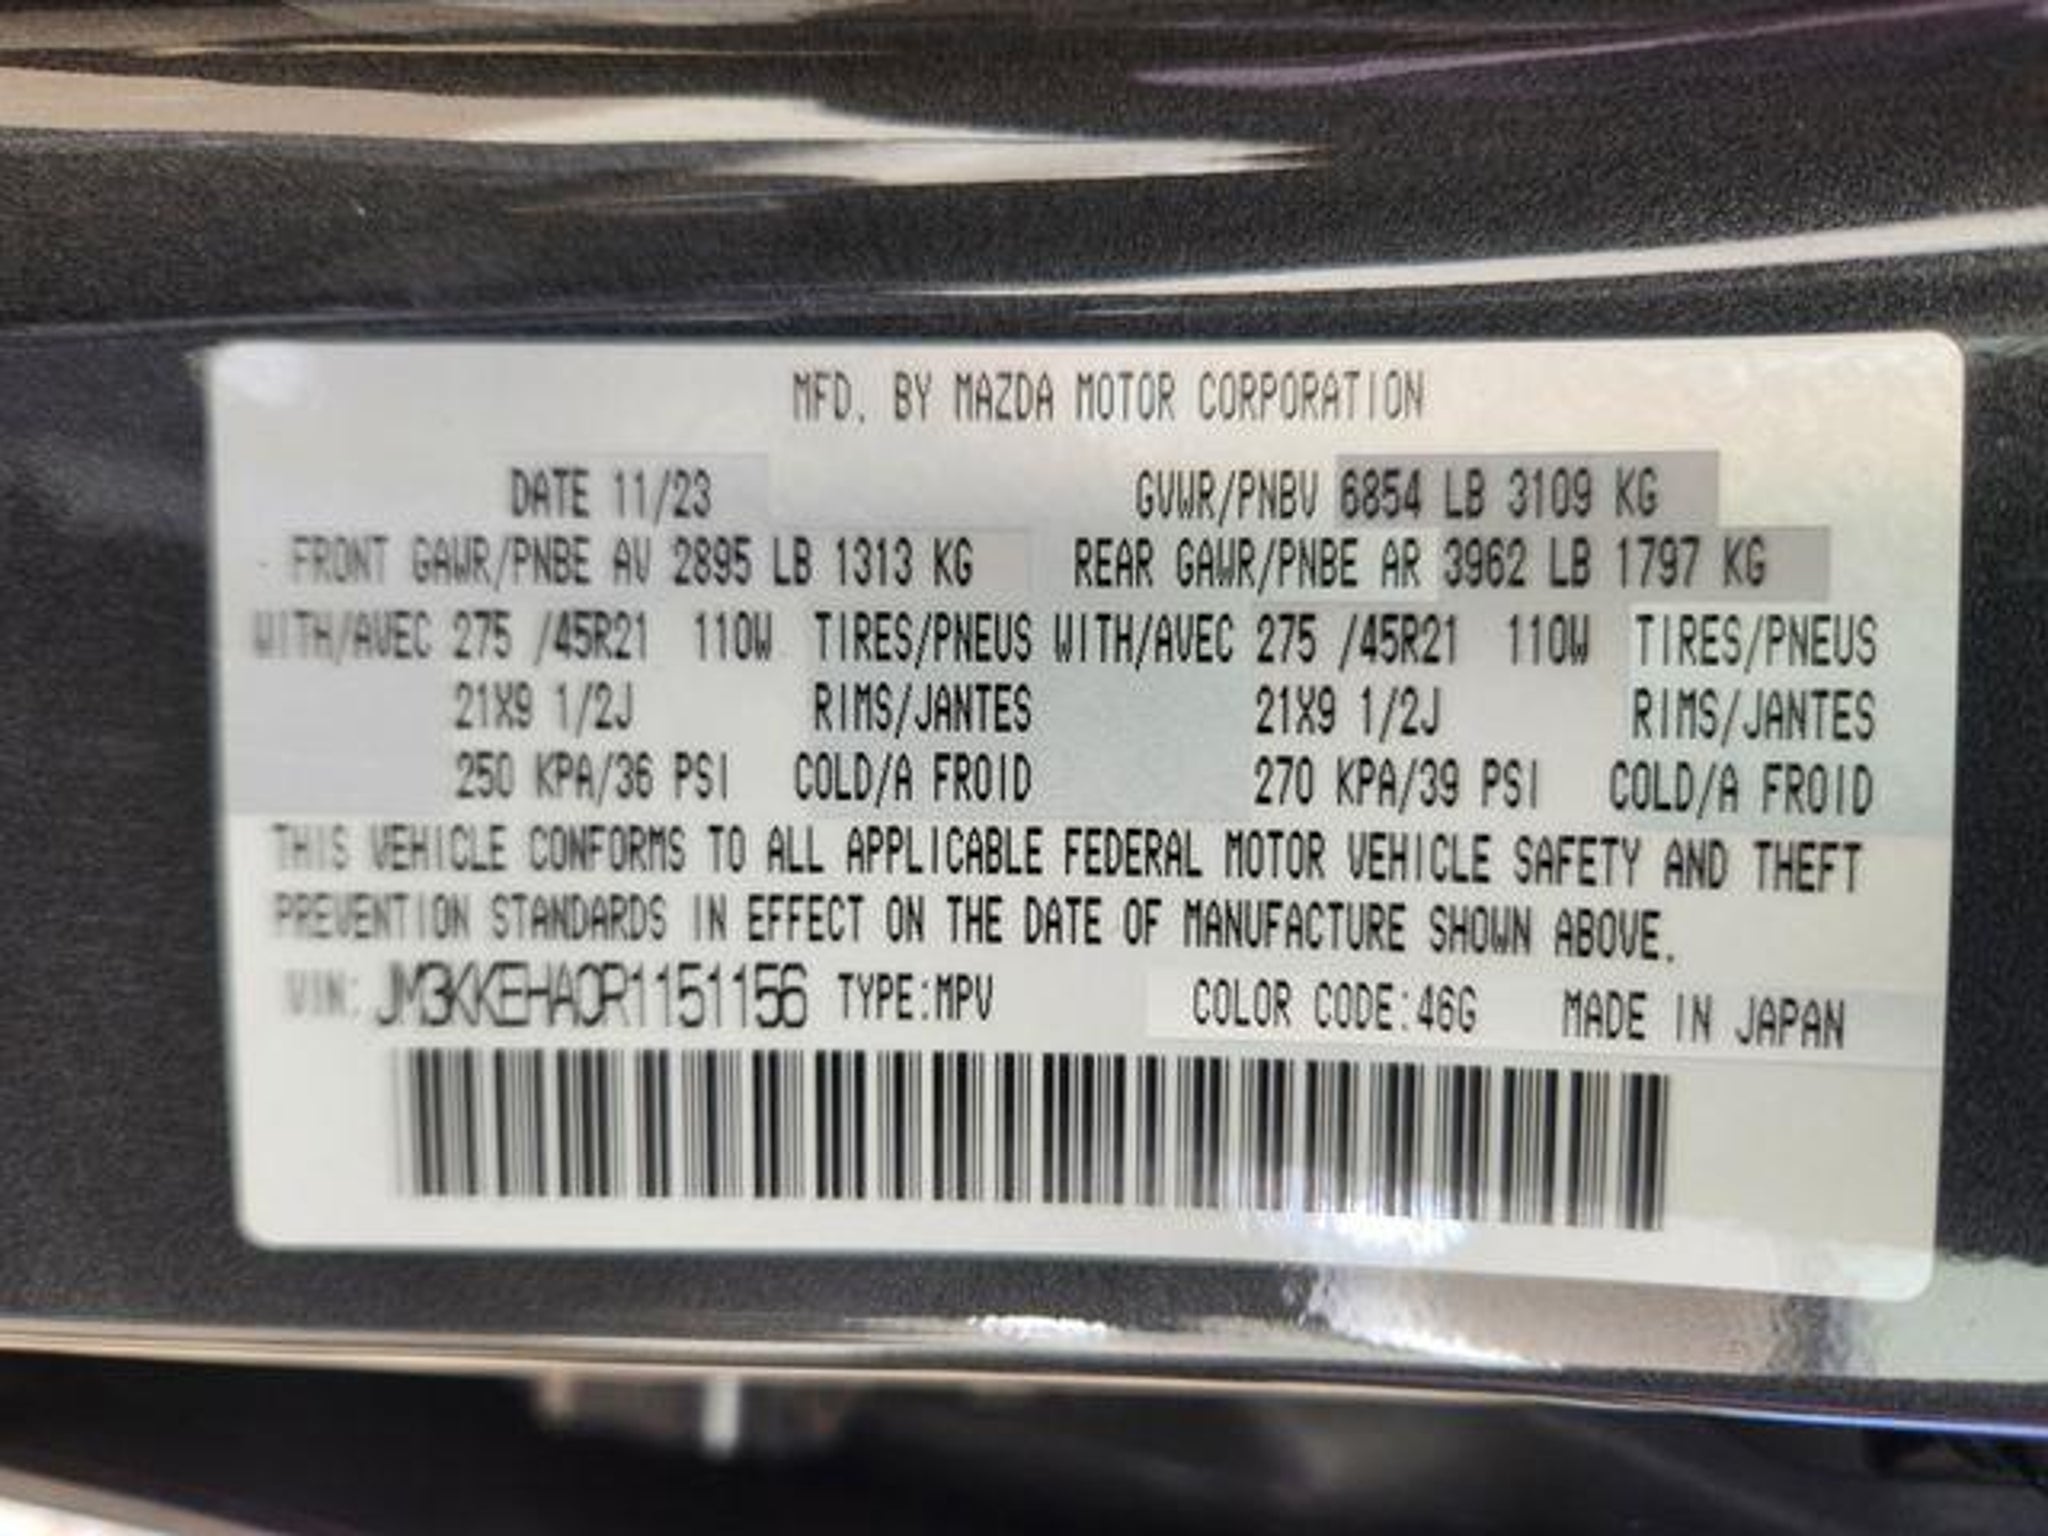 MFD. BY MAZDA MOTOR CORPORATION
DATE 11/23 GVWR/PNBV 6854 LB 3109 KG
FRONT GAWR/PNBE AV 2895 LB 1313 KG REAR GAWR/PNBE AR 3962 LB 1797 KG
WITH/AVEC 275 /45R21 110W TIRES/PNEUS WITH/AVEC 275 /45R21 110W TIRES/PNEUS
21X9 1/2J RIMS/JANTES 21X9 1/2J RIMS/JANTES
250 KPA/36 PSI COLD/A FROID 270 KPA/39 PSI COLD/A FROID
THIS VEHICLE CONFORMS TO ALL APPLICABLE FEDERAL MOTOR VEHICLE SAFETY AND THEFT
PREVENTION STANDARDS IN EFFECT ON THE DATE OF MANUFACTURE SHOWN ABOVE.
VIN: JM3KKEHA0R1151156 TYPE:MPV COLOR CODE:46G MADE IN JAPAN